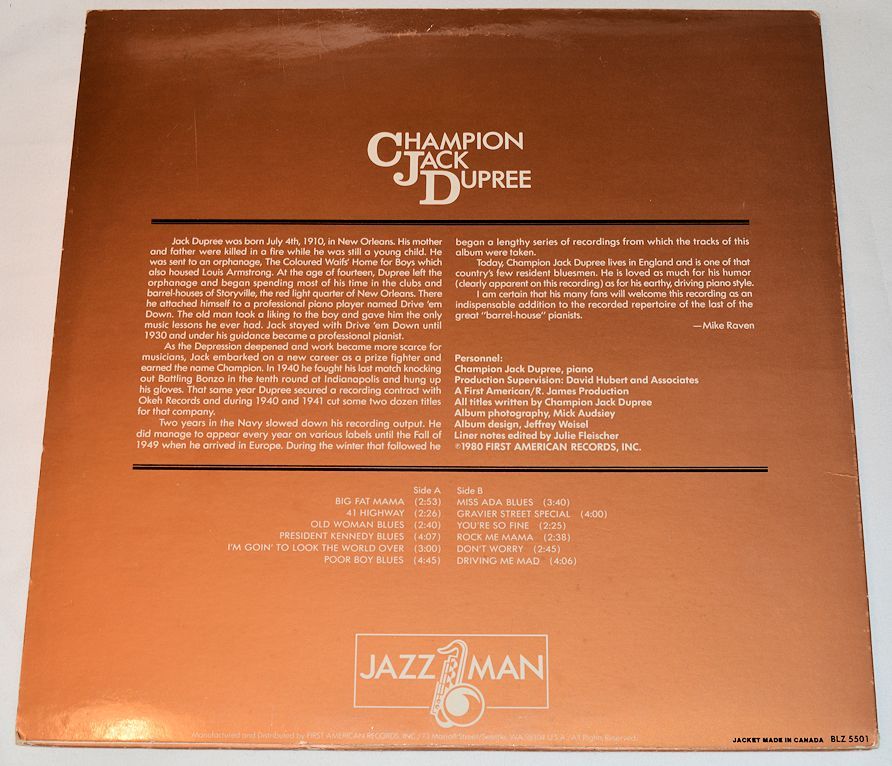 CHAMPION
JACK
DUPREE
Jack Dupree was born July 4th, 1910, in New Orleans. His mother
and father were killed in a fire while he was still a young child. He
was sent to an orphanage, The Coloured Waifs' Home for Boys which
also housed Louis Armstrong. At the age of fourteen, Dupree left the
orphanage and began spending most of his time in the clubs and
barrel-houses of Storyville, the red light quarter of New Orleans. There
he attached himself to a professional piano player named Drive 'em
Down. The old man took a liking to the boy and gave him the only
music lessons he ever had. Jack stayed with Drive 'em Down until
1930 and under his guidance became a professional pianist.
As the Depression deepened and work became more scarce for
musicians, Jack embarked on a new career as a prize fighter and
earned the name Champion. In 1940 he fought his last match knocking
out Battling Bonzo in the tenth round at Indianapolis and hung up
his gloves. That same year Dupree secured a recording contract with
Okeh Records and during 1940 and 1941 cut some two dozen titles
for that company.
Two years in the Navy slowed down his recording output. He
did manage to appear every year on various labels until the Fall of
1949 when he arrived in Europe. During the winter that followed he
began a lengthy series of recordings from which the tracks of this
album were taken.
Today, Champion Jack Dupree lives in England and is one of that
country's few resident bluesmen. He is loved as much for his humor
(clearly apparent on this recording) as for his earthy, driving piano style.
I am certain that his many fans will welcome this recording as an
indispensable addition to the recorded repertoire of the last of the
great "barrel-house" pianists.
—Mike Raven
Personnel:
Champion Jack Dupree, piano
Production Supervision: David Hubert and Associates
A First American/R. James Production
All titles written by Champion Jack Dupree
Album photography, Mick Audsiey
Album design, Jeffrey Weisel
Liner notes edited by Julie Fleischer
℗1980 FIRST AMERICAN RECORDS, INC.
Side A
BIG FAT MAMA (2:53)
41 HIGHWAY (2:26)
OLD WOMAN BLUES (2:40)
PRESIDENT KENNEDY BLUES (4:07)
I'M GOIN' TO LOOK THE WORLD OVER (3:00)
POOR BOY BLUES (4:45)
Side B
MISS ADA BLUES (3:40)
GRAVIER STREET SPECIAL (4:00)
YOU'RE SO FINE (2:25)
ROCK ME MAMA (2:38)
DON'T WORRY (2:45)
DRIVING ME MAD (4:06)
JAZZ MAN
Manufactured and Distributed by FIRST AMERICAN RECORDS, INC./73 Marion Street/Seattle, WA 98104 U.S.A./All Rights Reserved.
JACKET MADE IN CANADA BLZ 5501